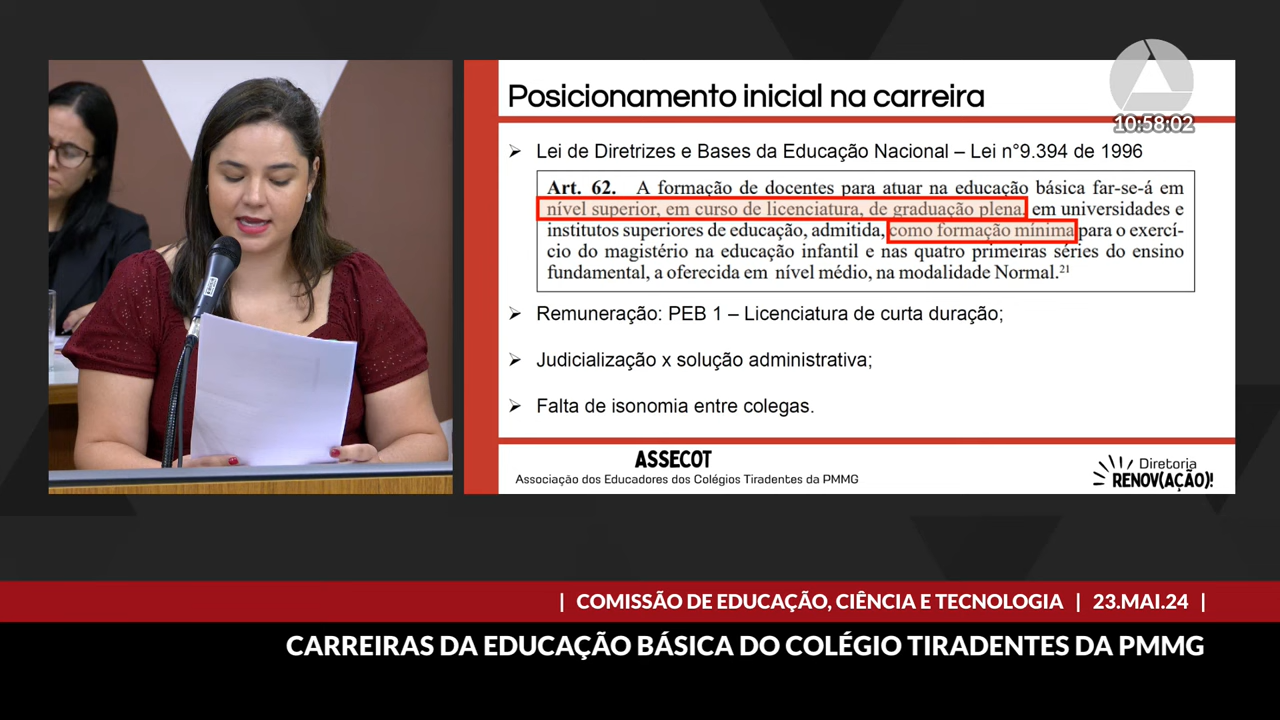 Posicionamento inicial na carreira
10:58:02
➢ Lei de Diretrizes e Bases da Educação Nacional – Lei n°9.394 de 1996
Art. 62. A formação de docentes para atuar na educação básica far-se-á em
nível superior, em curso de licenciatura, de graduação plena, em universidades e
institutos superiores de educação, admitida, como formação mínima para o exercí-
cio do magistério na educação infantil e nas quatro primeiras séries do ensino
fundamental, a oferecida em nível médio, na modalidade Normal.²¹
➢ Remuneração: PEB 1 – Licenciatura de curta duração;
➢ Judicialização x solução administrativa;
➢ Falta de isonomia entre colegas.
ASSECOT
Associação dos Educadores dos Colégios Tiradentes da PMMG
Diretoria
RENOV(AÇÃO)!
| COMISSÃO DE EDUCAÇÃO, CIÊNCIA E TECNOLOGIA | 23.MAI.24 |
CARREIRAS DA EDUCAÇÃO BÁSICA DO COLÉGIO TIRADENTES DA PMMG